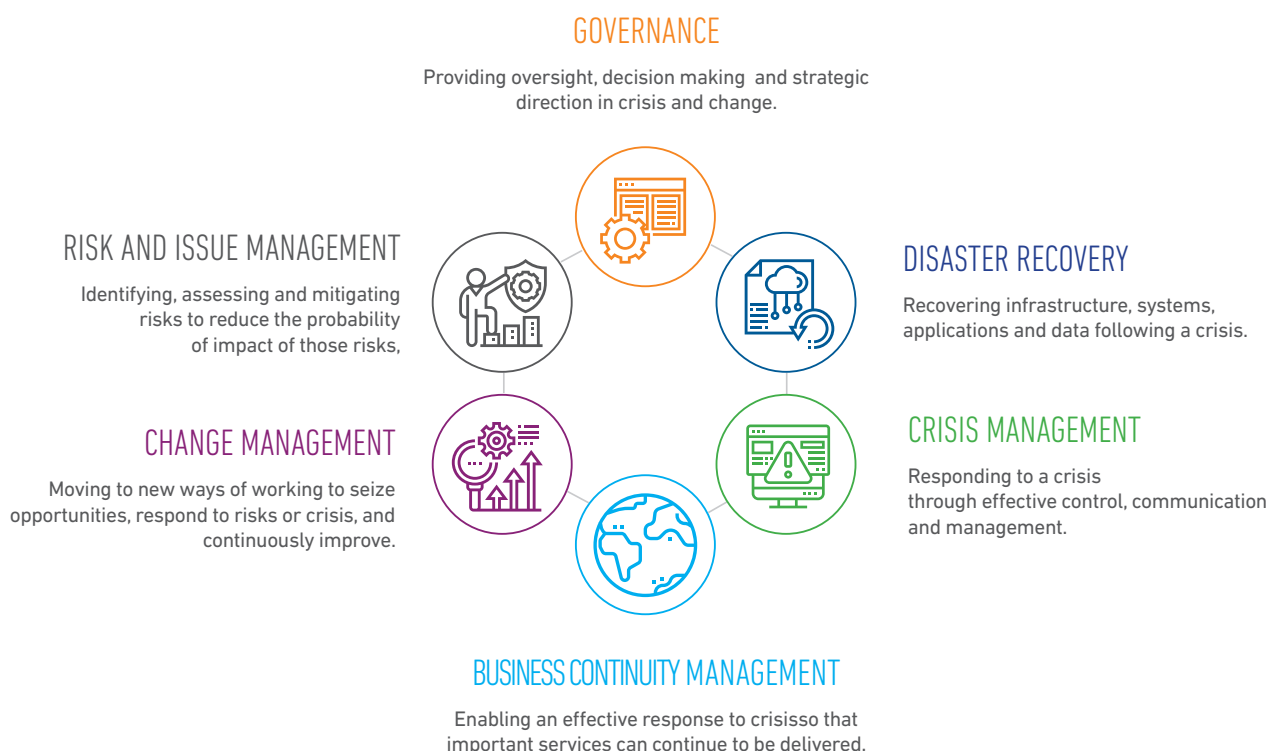 GOVERNANCE
Providing oversight, decision making and strategic
direction in crisis and change.
RISK AND ISSUE MANAGEMENT
Identifying, assessing and mitigating
risks to reduce the probability
of impact of those risks,
DISASTER RECOVERY
Recovering infrastructure, systems,
applications and data following a crisis.
CHANGE MANAGEMENT
Moving to new ways of working to seize
opportunities, respond to risks or crisis, and
continuously improve.
CRISIS MANAGEMENT
Responding to a crisis
through effective control, communication
and management.
BUSINESS CONTINUITY MANAGEMENT
Enabling an effective response to crisisso that
important services can continue to be delivered.